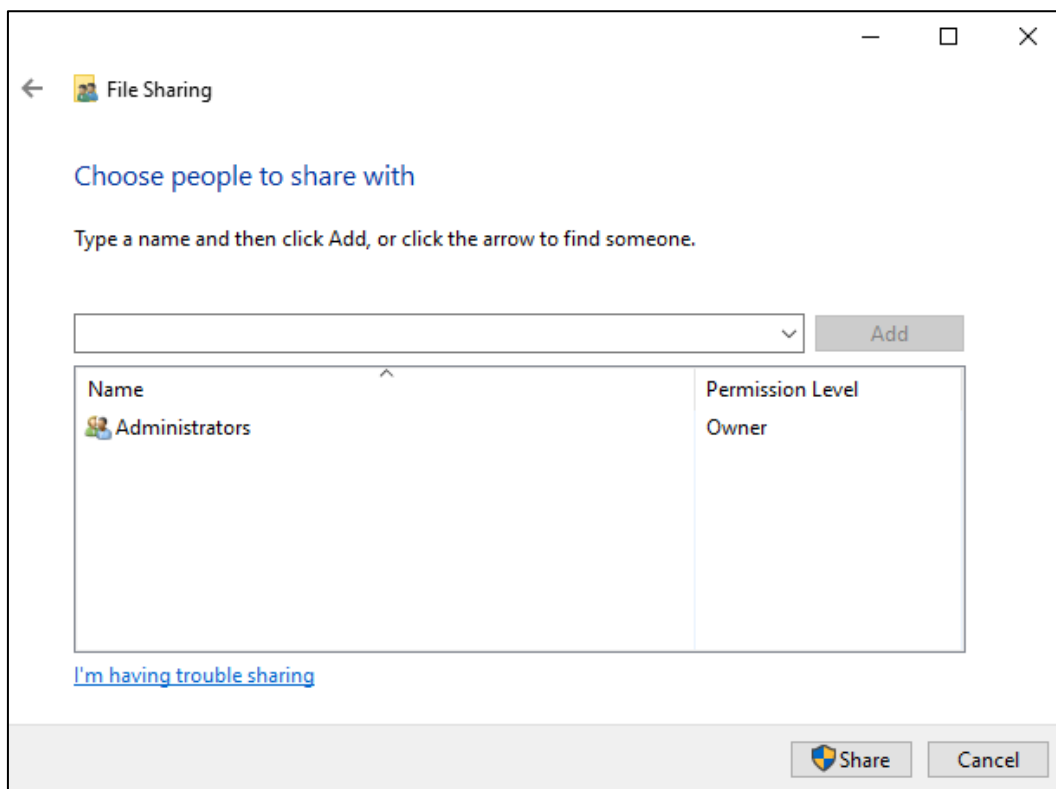 File Sharing
Choose people to share with
Type a name and then click Add, or click the arrow to find someone.
Add
Name Permission Level
Administrators Owner
I'm having trouble sharing
Share Cancel